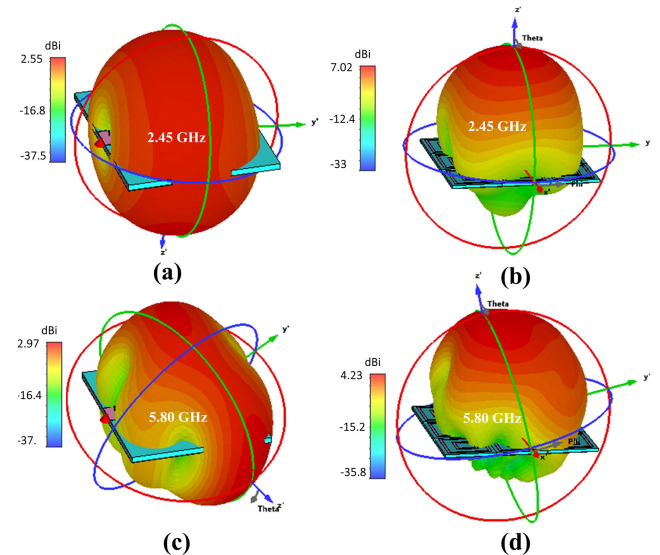 dBi
2.55
-16.8
-37.5
2.45 GHz
y'
z'
(a)
dBi
7.02
-12.4
-33
z'
Theta
2.45 GHz
y
x'
Phi
(b)
dBi
2.97
-16.4
-37.
5.80 GHz
y'
z'
Theta
(c)
dBi
4.23
-15.2
-35.8
z'
Theta
5.80 GHz
y'
x
Phi
(d)